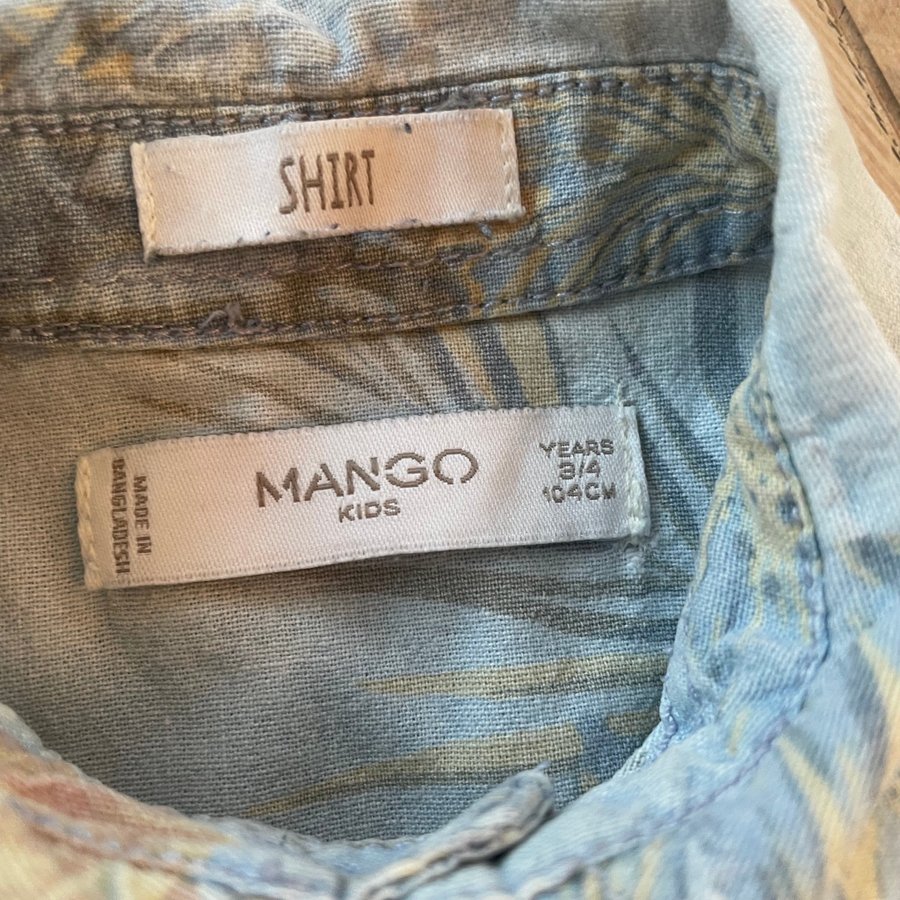 SHIRT
MADE IN
BANGLADESH
MANGO
KIDS
YEARS
3/4
104CM